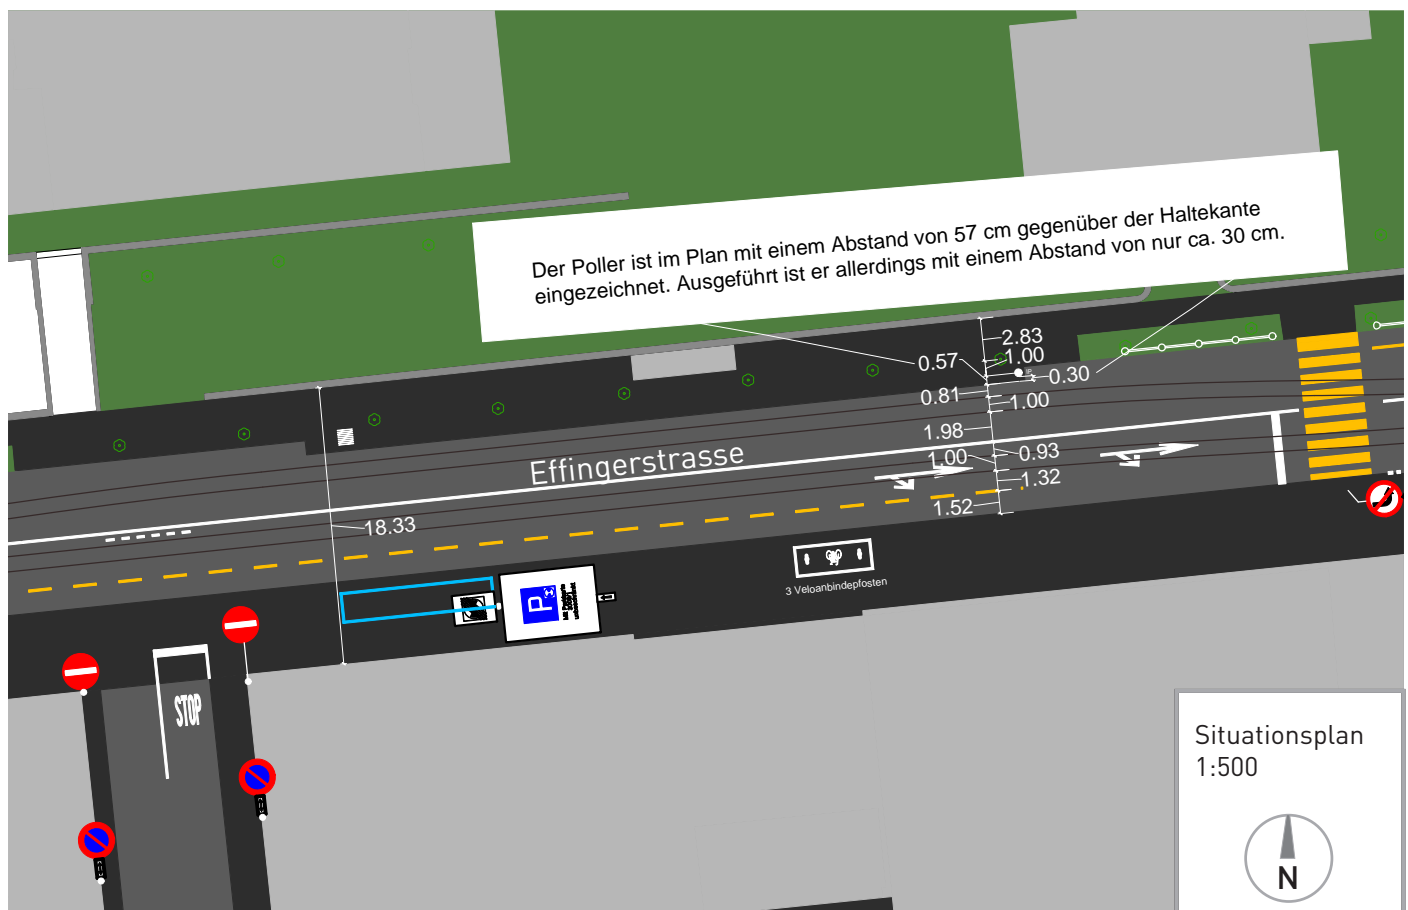 Der Poller ist im Plan mit einem Abstand von 57 cm gegenüber der Haltekante
eingezeichnet. Ausgeführt ist er allerdings mit einem Abstand von nur ca. 30 cm.
2.83
1.00
0.57
0.30
0.81
1.00
1.98
0.93
1.00
1.32
1.52
Effingerstrasse
18.33
P
3 Veloanbindepfosten
STOP
Situationsplan
1:500
N